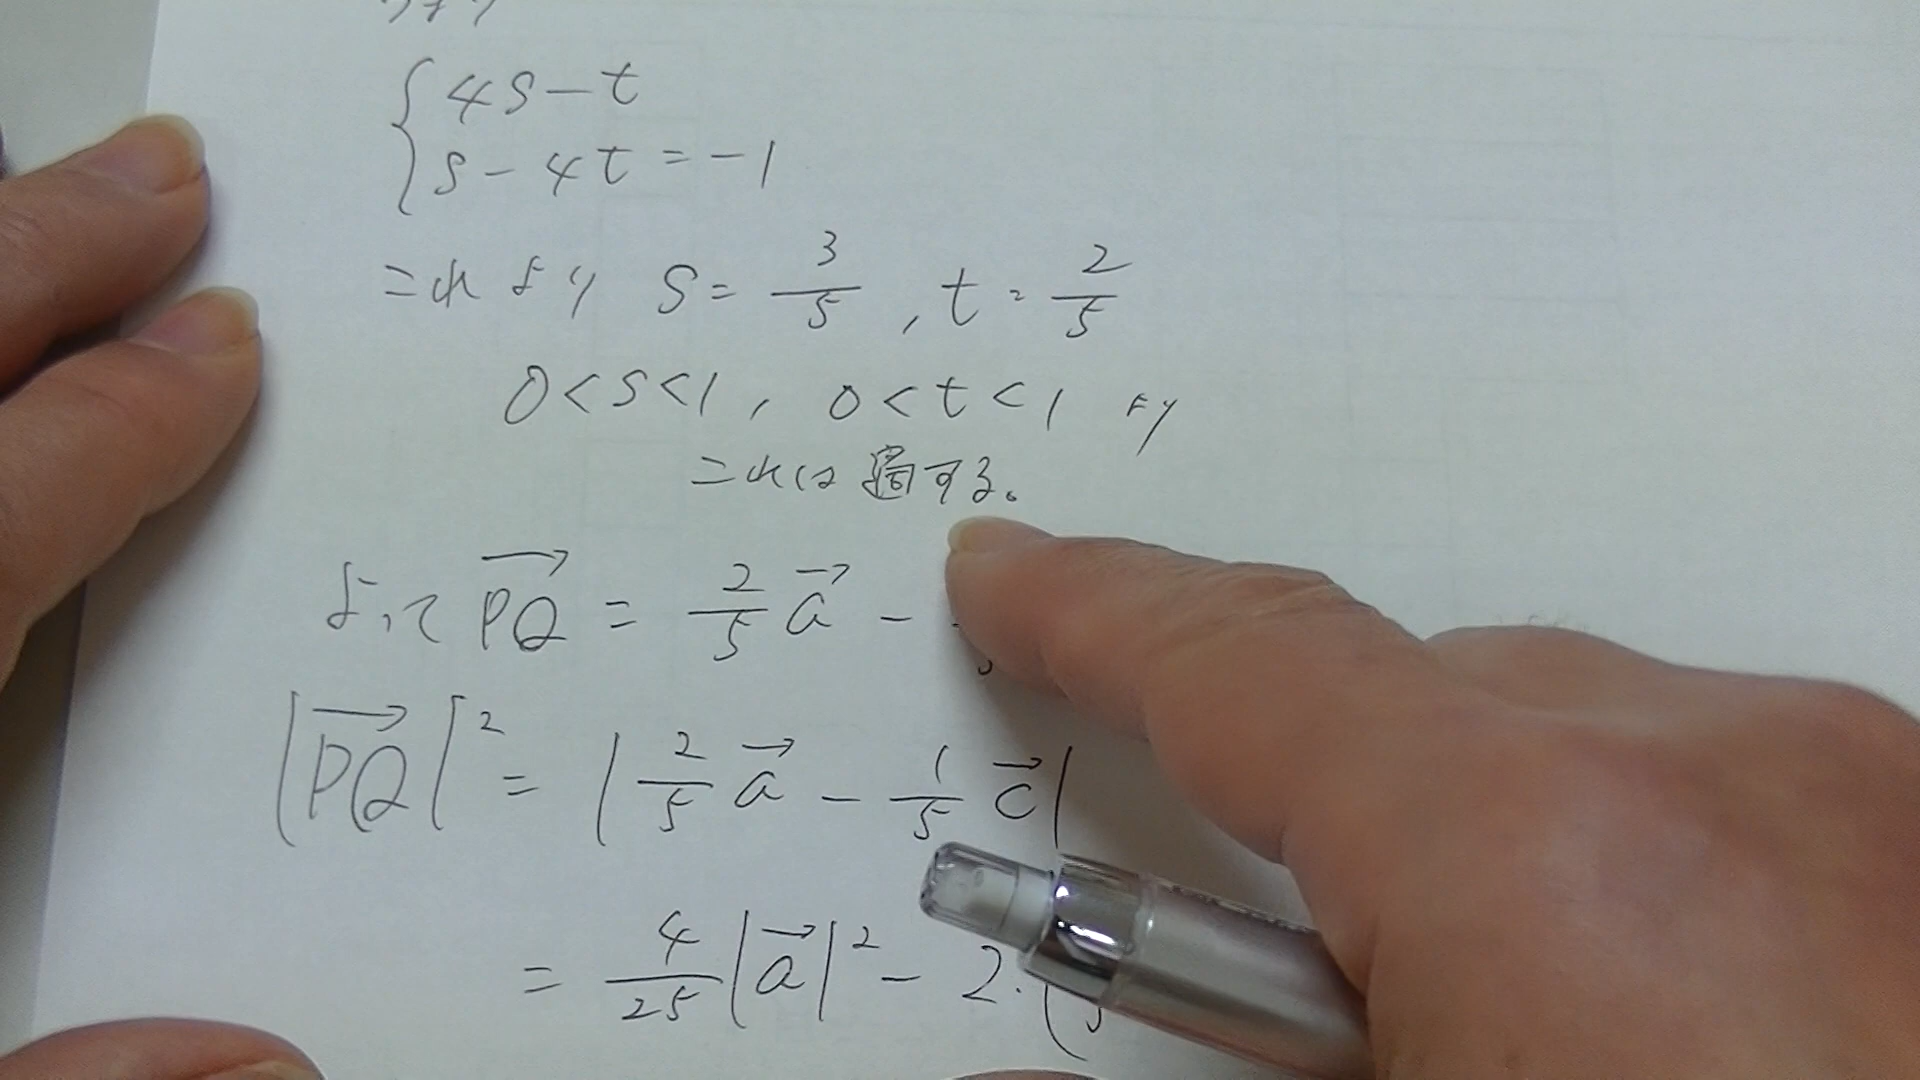 4s-t
s-4t=-1
これより s=3/5, t=2/5
0<s<1, 0<t<1 より
これは適する。
よって PQ→ = 2/5 a→ -
|PQ→|² = |2/5 a→ - 1/5 c→|
= 4/25 |a→|² - 2·(